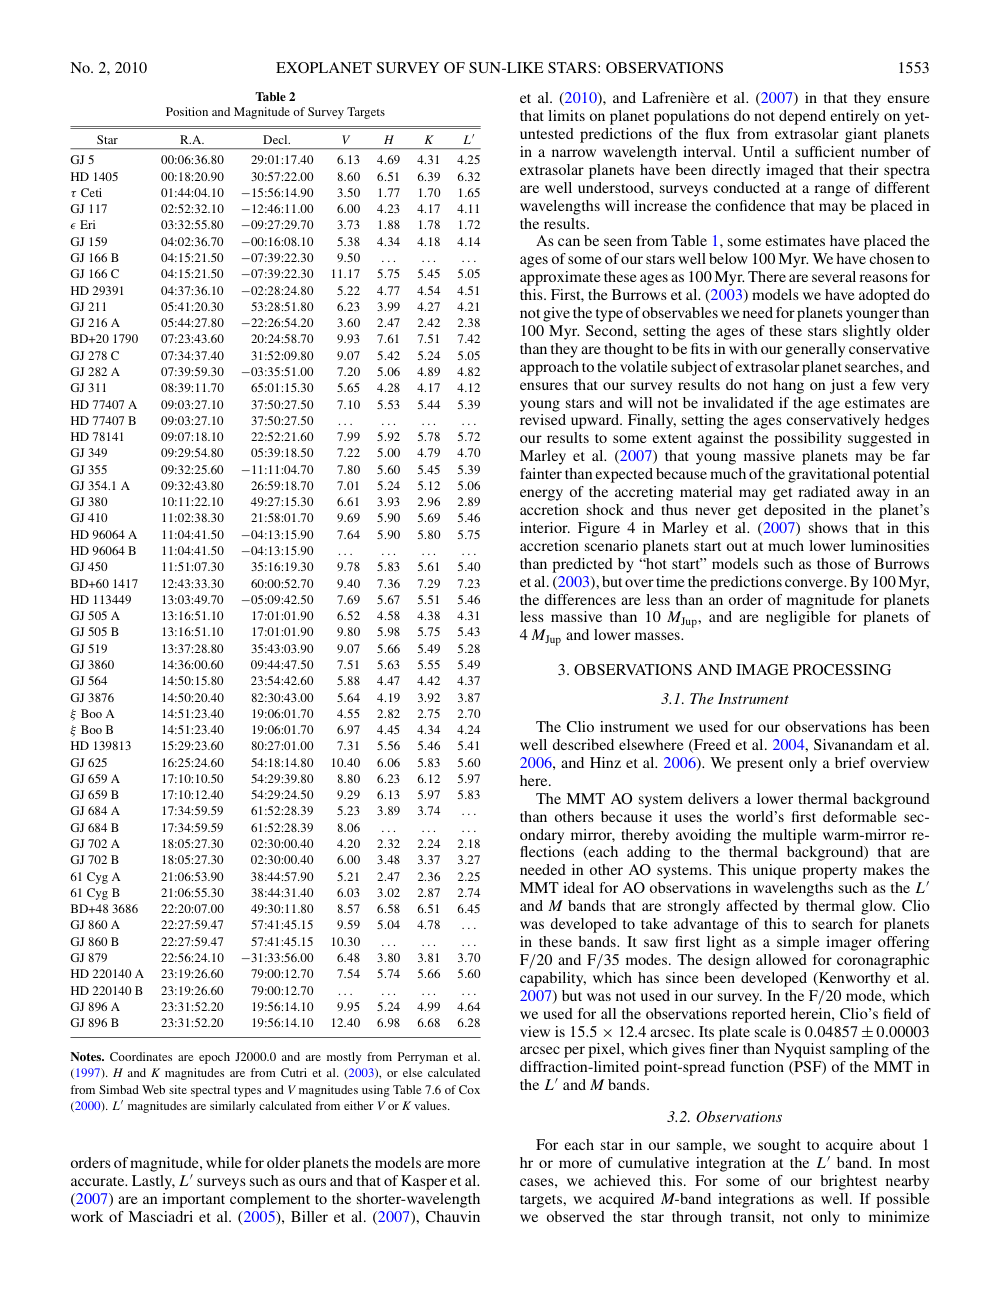 No. 2, 2010 EXOPLANET SURVEY OF SUN-LIKE STARS: OBSERVATIONS 1553
Table 2
Position and Magnitude of Survey Targets
Star R.A. Decl. V H K L′
GJ 5 00:06:36.80 29:01:17.40 6.13 4.69 4.31 4.25
HD 1405 00:18:20.90 30:57:22.00 8.60 6.51 6.39 6.32
τ Ceti 01:44:04.10 −15:56:14.90 3.50 1.77 1.70 1.65
GJ 117 02:52:32.10 −12:46:11.00 6.00 4.23 4.17 4.11
ϵ Eri 03:32:55.80 −09:27:29.70 3.73 1.88 1.78 1.72
GJ 159 04:02:36.70 −00:16:08.10 5.38 4.34 4.18 4.14
GJ 166 B 04:15:21.50 −07:39:22.30 9.50 . . . . . . . . .
GJ 166 C 04:15:21.50 −07:39:22.30 11.17 5.75 5.45 5.05
HD 29391 04:37:36.10 −02:28:24.80 5.22 4.77 4.54 4.51
GJ 211 05:41:20.30 53:28:51.80 6.23 3.99 4.27 4.21
GJ 216 A 05:44:27.80 −22:26:54.20 3.60 2.47 2.42 2.38
BD+20 1790 07:23:43.60 20:24:58.70 9.93 7.61 7.51 7.42
GJ 278 C 07:34:37.40 31:52:09.80 9.07 5.42 5.24 5.05
GJ 282 A 07:39:59.30 −03:35:51.00 7.20 5.06 4.89 4.82
GJ 311 08:39:11.70 65:01:15.30 5.65 4.28 4.17 4.12
HD 77407 A 09:03:27.10 37:50:27.50 7.10 5.53 5.44 5.39
HD 77407 B 09:03:27.10 37:50:27.50 . . . . . . . . . . . .
HD 78141 09:07:18.10 22:52:21.60 7.99 5.92 5.78 5.72
GJ 349 09:29:54.80 05:39:18.50 7.22 5.00 4.79 4.70
GJ 355 09:32:25.60 −11:11:04.70 7.80 5.60 5.45 5.39
GJ 354.1 A 09:32:43.80 26:59:18.70 7.01 5.24 5.12 5.06
GJ 380 10:11:22.10 49:27:15.30 6.61 3.93 2.96 2.89
GJ 410 11:02:38.30 21:58:01.70 9.69 5.90 5.69 5.46
HD 96064 A 11:04:41.50 −04:13:15.90 7.64 5.90 5.80 5.75
HD 96064 B 11:04:41.50 −04:13:15.90 . . . . . . . . . . . .
GJ 450 11:51:07.30 35:16:19.30 9.78 5.83 5.61 5.40
BD+60 1417 12:43:33.30 60:00:52.70 9.40 7.36 7.29 7.23
HD 113449 13:03:49.70 −05:09:42.50 7.69 5.67 5.51 5.46
GJ 505 A 13:16:51.10 17:01:01.90 6.52 4.58 4.38 4.31
GJ 505 B 13:16:51.10 17:01:01.90 9.80 5.98 5.75 5.43
GJ 519 13:37:28.80 35:43:03.90 9.07 5.66 5.49 5.28
GJ 3860 14:36:00.60 09:44:47.50 7.51 5.63 5.55 5.49
GJ 564 14:50:15.80 23:54:42.60 5.88 4.47 4.42 4.37
GJ 3876 14:50:20.40 82:30:43.00 5.64 4.19 3.92 3.87
ξ Boo A 14:51:23.40 19:06:01.70 4.55 2.82 2.75 2.70
ξ Boo B 14:51:23.40 19:06:01.70 6.97 4.45 4.34 4.24
HD 139813 15:29:23.60 80:27:01.00 7.31 5.56 5.46 5.41
GJ 625 16:25:24.60 54:18:14.80 10.40 6.06 5.83 5.60
GJ 659 A 17:10:10.50 54:29:39.80 8.80 6.23 6.12 5.97
GJ 659 B 17:10:12.40 54:29:24.50 9.29 6.13 5.97 5.83
GJ 684 A 17:34:59.59 61:52:28.39 5.23 3.89 3.74 . . .
GJ 684 B 17:34:59.59 61:52:28.39 8.06 . . . . . . . . .
GJ 702 A 18:05:27.30 02:30:00.40 4.20 2.32 2.24 2.18
GJ 702 B 18:05:27.30 02:30:00.40 6.00 3.48 3.37 3.27
61 Cyg A 21:06:53.90 38:44:57.90 5.21 2.47 2.36 2.25
61 Cyg B 21:06:55.30 38:44:31.40 6.03 3.02 2.87 2.74
BD+48 3686 22:20:07.00 49:30:11.80 8.57 6.58 6.51 6.45
GJ 860 A 22:27:59.47 57:41:45.15 9.59 5.04 4.78 . . .
GJ 860 B 22:27:59.47 57:41:45.15 10.30 . . . . . . . . .
GJ 879 22:56:24.10 −31:33:56.00 6.48 3.80 3.81 3.70
HD 220140 A 23:19:26.60 79:00:12.70 7.54 5.74 5.66 5.60
HD 220140 B 23:19:26.60 79:00:12.70 . . . . . . . . . . . .
GJ 896 A 23:31:52.20 19:56:14.10 9.95 5.24 4.99 4.64
GJ 896 B 23:31:52.20 19:56:14.10 12.40 6.98 6.68 6.28
Notes. Coordinates are epoch J2000.0 and are mostly from Perryman et al.
(1997). H and K magnitudes are from Cutri et al. (2003), or else calculated
from Simbad Web site spectral types and V magnitudes using Table 7.6 of Cox
(2000). L′ magnitudes are similarly calculated from either V or K values.
orders of magnitude, while for older planets the models are more
accurate. Lastly, L′ surveys such as ours and that of Kasper et al.
(2007) are an important complement to the shorter-wavelength
work of Masciadri et al. (2005), Biller et al. (2007), Chauvin
et al. (2010), and Lafrenière et al. (2007) in that they ensure
that limits on planet populations do not depend entirely on yet-
untested predictions of the flux from extrasolar giant planets
in a narrow wavelength interval. Until a sufficient number of
extrasolar planets have been directly imaged that their spectra
are well understood, surveys conducted at a range of different
wavelengths will increase the confidence that may be placed in
the results.
As can be seen from Table 1, some estimates have placed the
ages of some of our stars well below 100 Myr. We have chosen to
approximate these ages as 100 Myr. There are several reasons for
this. First, the Burrows et al. (2003) models we have adopted do
not give the type of observables we need for planets younger than
100 Myr. Second, setting the ages of these stars slightly older
than they are thought to be fits in with our generally conservative
approach to the volatile subject of extrasolar planet searches, and
ensures that our survey results do not hang on just a few very
young stars and will not be invalidated if the age estimates are
revised upward. Finally, setting the ages conservatively hedges
our results to some extent against the possibility suggested in
Marley et al. (2007) that young massive planets may be far
fainter than expected because much of the gravitational potential
energy of the accreting material may get radiated away in an
accretion shock and thus never get deposited in the planet's
interior. Figure 4 in Marley et al. (2007) shows that in this
accretion scenario planets start out at much lower luminosities
than predicted by “hot start” models such as those of Burrows
et al. (2003), but over time the predictions converge. By 100 Myr,
the differences are less than an order of magnitude for planets
less massive than 10 MJup, and are negligible for planets of
4 MJup and lower masses.
3. OBSERVATIONS AND IMAGE PROCESSING
3.1. The Instrument
The Clio instrument we used for our observations has been
well described elsewhere (Freed et al. 2004, Sivanandam et al.
2006, and Hinz et al. 2006). We present only a brief overview
here.
The MMT AO system delivers a lower thermal background
than others because it uses the world's first deformable sec-
ondary mirror, thereby avoiding the multiple warm-mirror re-
flections (each adding to the thermal background) that are
needed in other AO systems. This unique property makes the
MMT ideal for AO observations in wavelengths such as the L′
and M bands that are strongly affected by thermal glow. Clio
was developed to take advantage of this to search for planets
in these bands. It saw first light as a simple imager offering
F/20 and F/35 modes. The design allowed for coronagraphic
capability, which has since been developed (Kenworthy et al.
2007) but was not used in our survey. In the F/20 mode, which
we used for all the observations reported herein, Clio's field of
view is 15.5 × 12.4 arcsec. Its plate scale is 0.04857 ± 0.00003
arcsec per pixel, which gives finer than Nyquist sampling of the
diffraction-limited point-spread function (PSF) of the MMT in
the L′ and M bands.
3.2. Observations
For each star in our sample, we sought to acquire about 1
hr or more of cumulative integration at the L′ band. In most
cases, we achieved this. For some of our brightest nearby
targets, we acquired M-band integrations as well. If possible
we observed the star through transit, not only to minimize